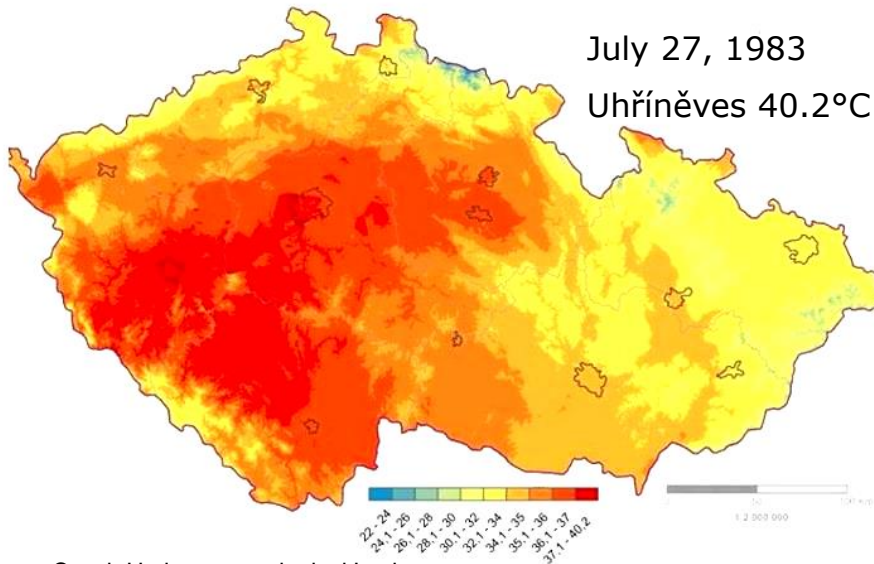 July 27, 1983
Uhříněves 40.2°C
22 - 24
24,1 - 26
26,1 - 28
28,1 - 30
30.1 - 32
32,1 - 34
34,1 - 35
35,1 - 36
36,1 - 37
37,1 - 40,2